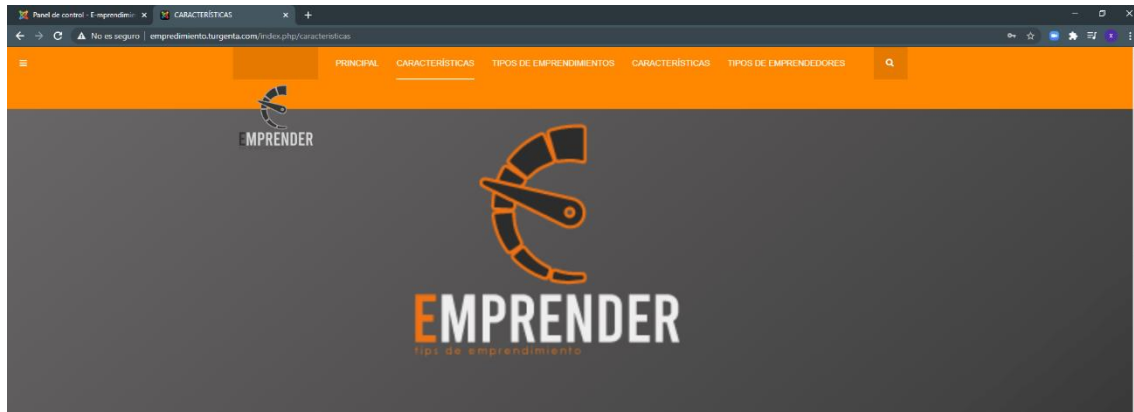 Panel de control - E-mprendimie
CARACTERÍSTICAS
No es seguro | empredimiento.turgenta.com/index.php/caracteristicas
PRINCIPAL CARACTERÍSTICAS TIPOS DE EMPRENDIMIENTOS CARACTERÍSTICAS TIPOS DE EMPRENDEDORES
EMPRENDER
EMPRENDER
tips de emprendimiento